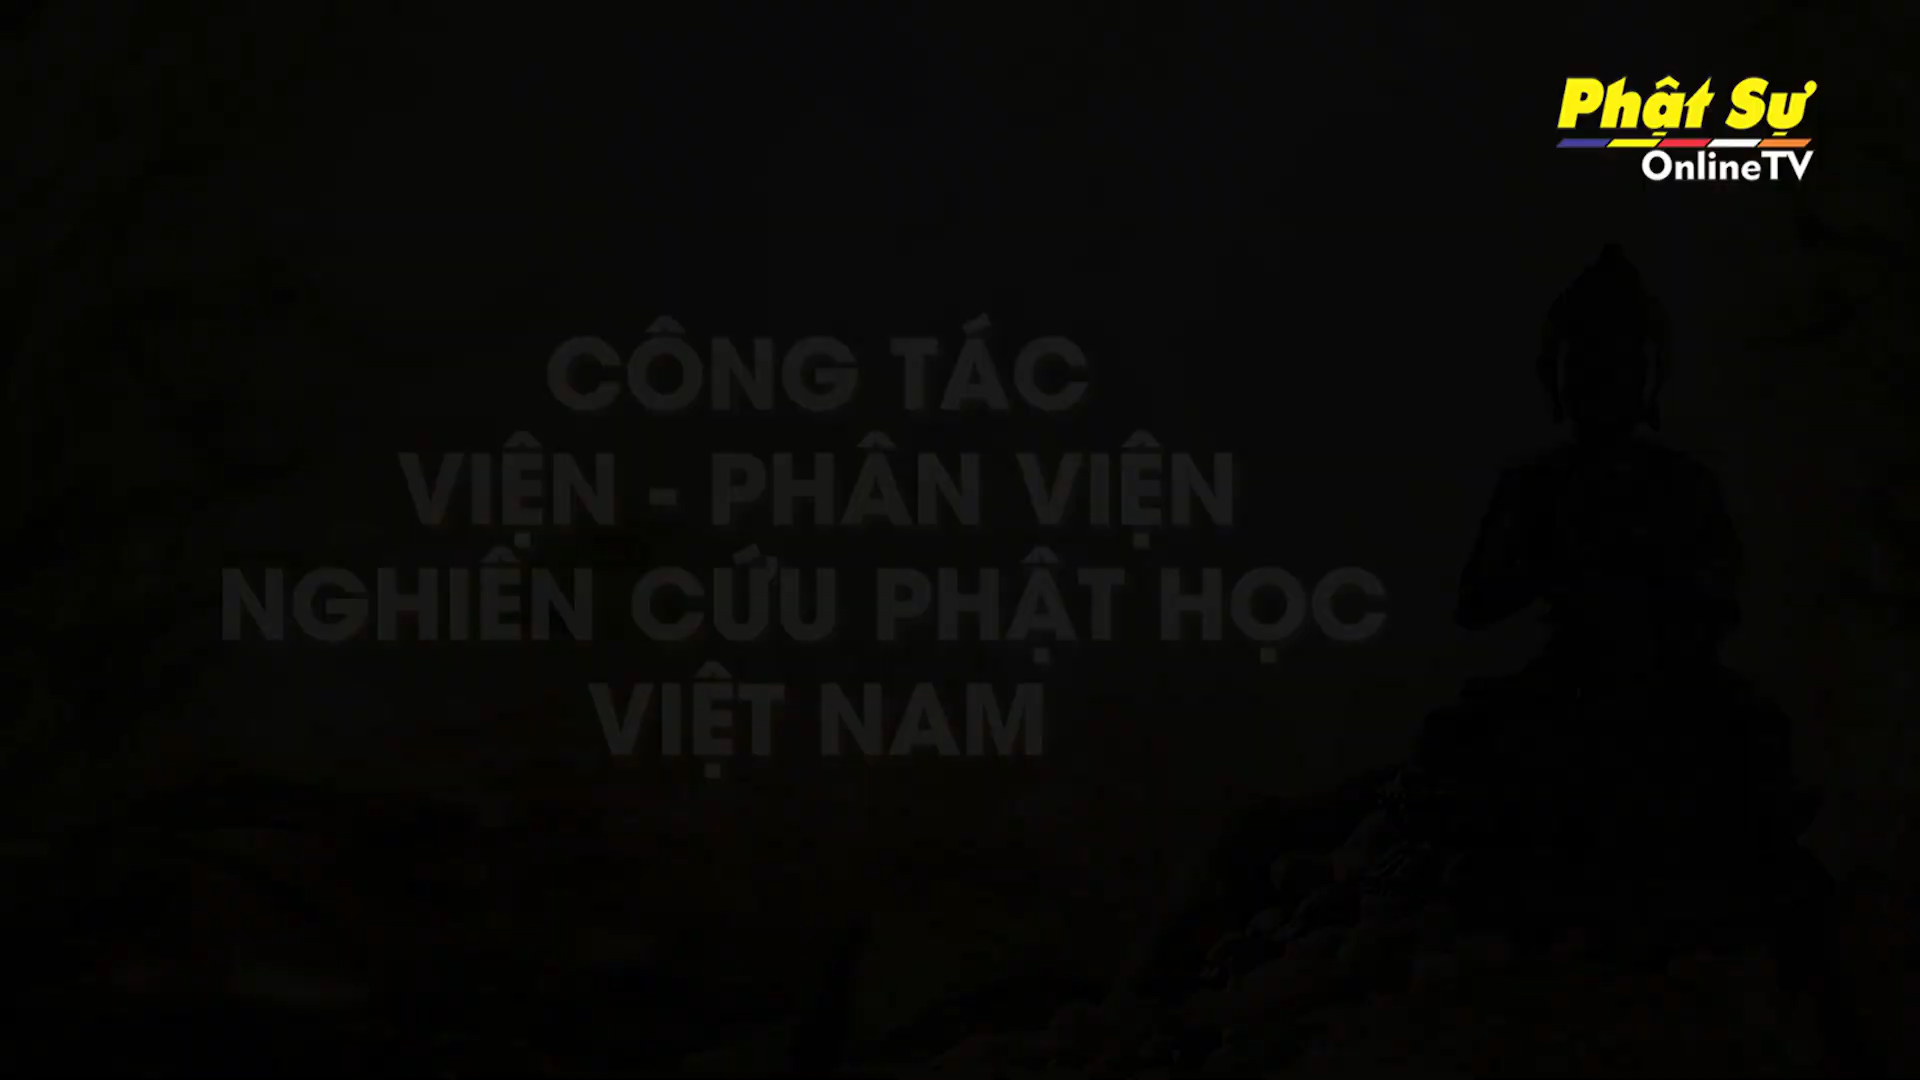 Phật Sự
OnlineTV
CÔNG TÁC
VIỆN - PHÂN VIỆN
NGHIÊN CỨU PHẬT HỌC
VIỆT NAM